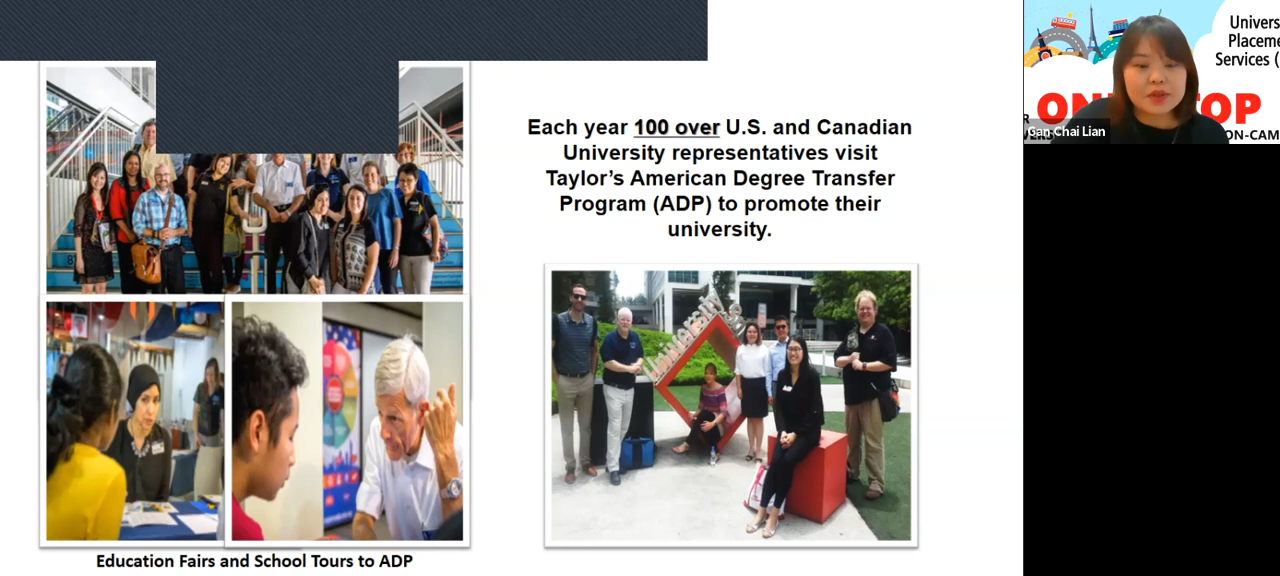 Each year 100 over U.S. and Canadian
University representatives visit
Taylor’s American Degree Transfer
Program (ADP) to promote their
university.
University
Education Fairs and School Tours to ADP
Univers
Placeme
Services (
ON
OP
ON-CAM
Gan Chai Lian